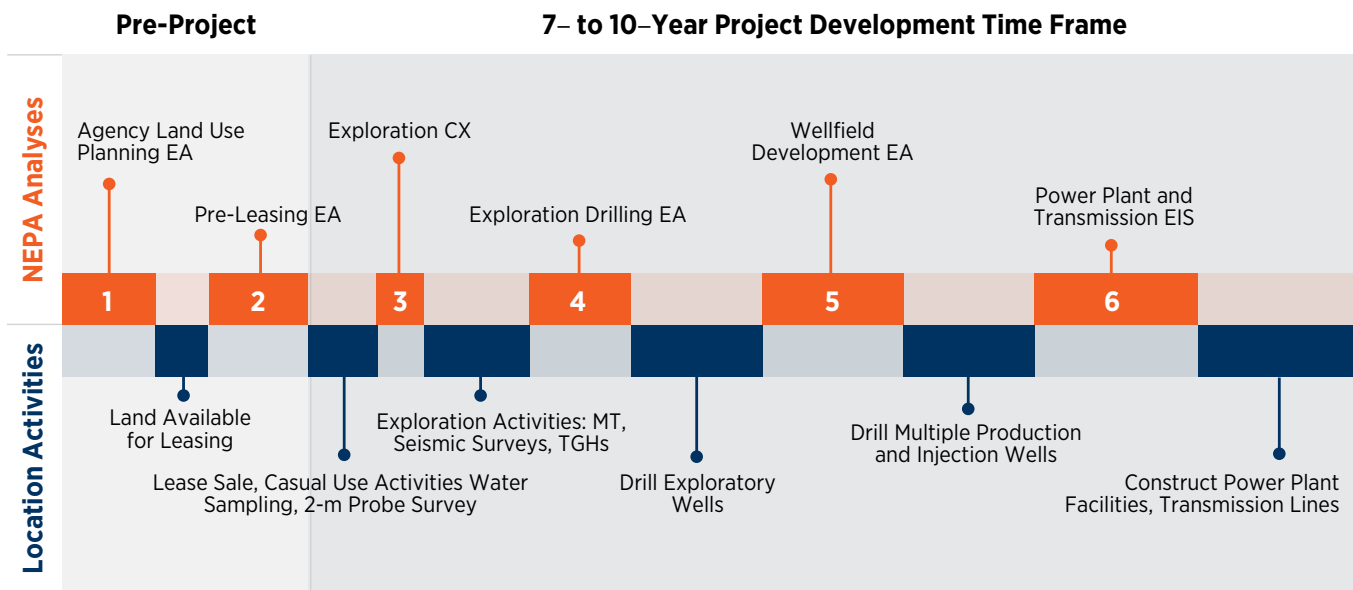 Pre-Project
7– to 10–Year Project Development Time Frame
NEPA Analyses
Agency Land Use
Planning EA
Pre-Leasing EA
Exploration CX
Exploration Drilling EA
Wellfield
Development EA
Power Plant and
Transmission EIS
1
2
3
4
5
6
Location Activities
Land Available
for Leasing
Lease Sale, Casual Use Activities Water
Sampling, 2-m Probe Survey
Exploration Activities: MT,
Seismic Surveys, TGHs
Drill Exploratory
Wells
Drill Multiple Production
and Injection Wells
Construct Power Plant
Facilities, Transmission Lines